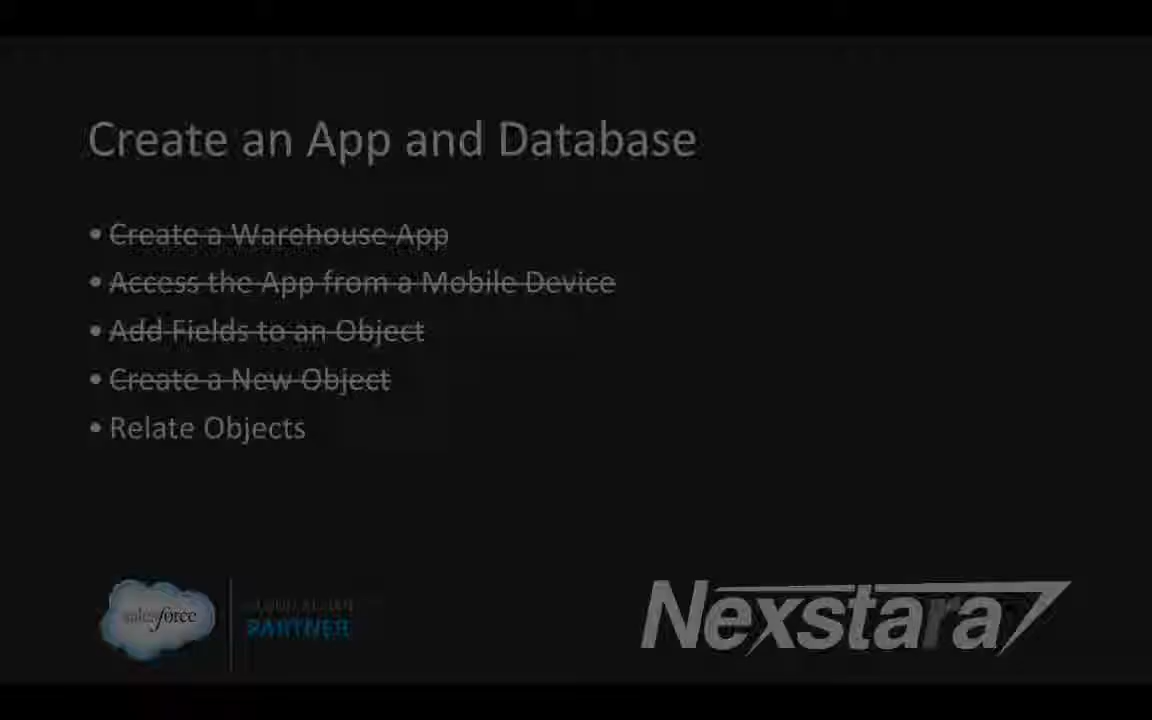 Create an App and Database
• Create a Warehouse App
• Access the App from a Mobile Device
• Add Fields to an Object
• Create a New Object
• Relate Objects
salesforce
PARTNER
Nexstara